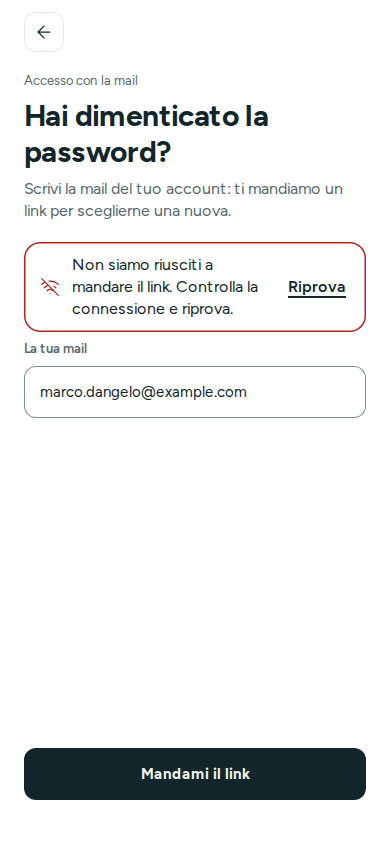 Accesso con la mail
Hai dimenticato la
password?
Scrivi la mail del tuo account: ti mandiamo un
link per sceglierne una nuova.
Non siamo riusciti a
mandare il link. Controlla la
connessione e riprova.
Riprova
La tua mail
marco.dangelo@example.com
Mandami il link